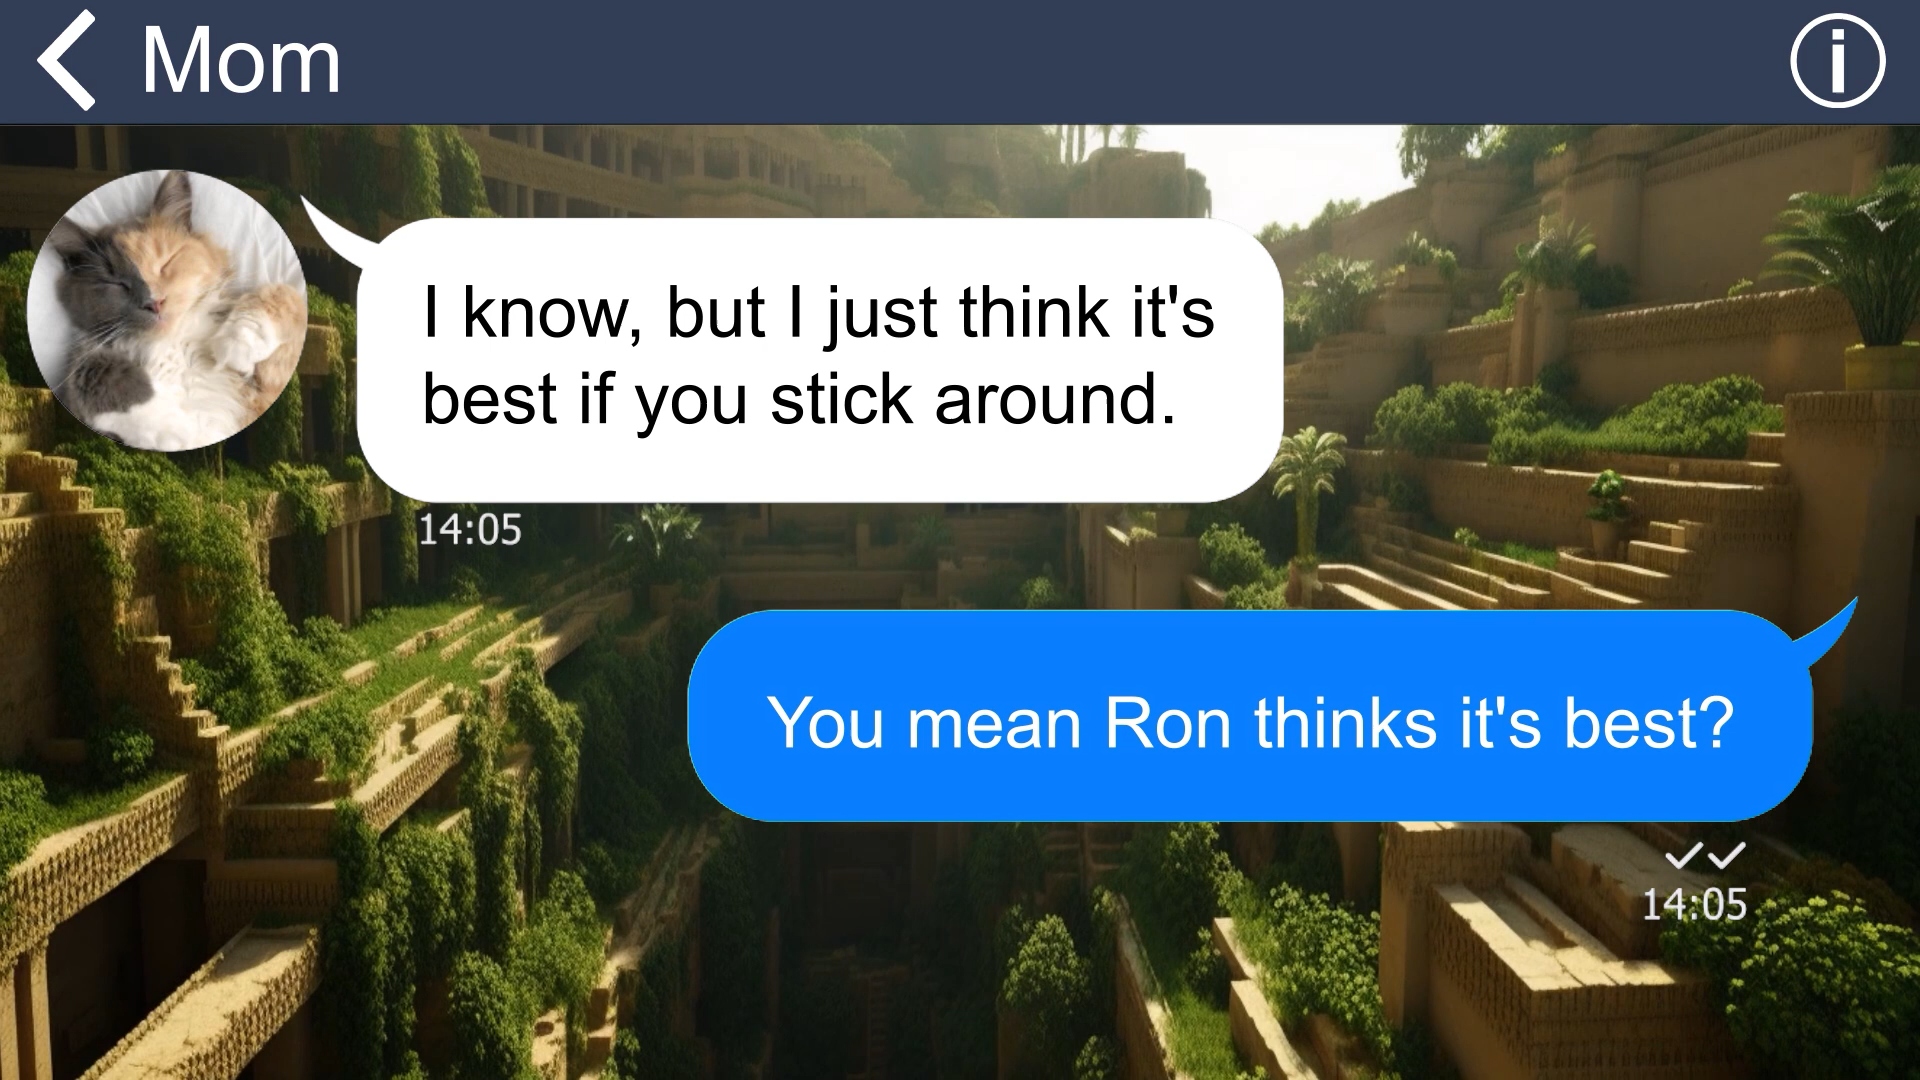 Mom
I know, but I just think it's
best if you stick around.
14:05
You mean Ron thinks it's best?
14:05